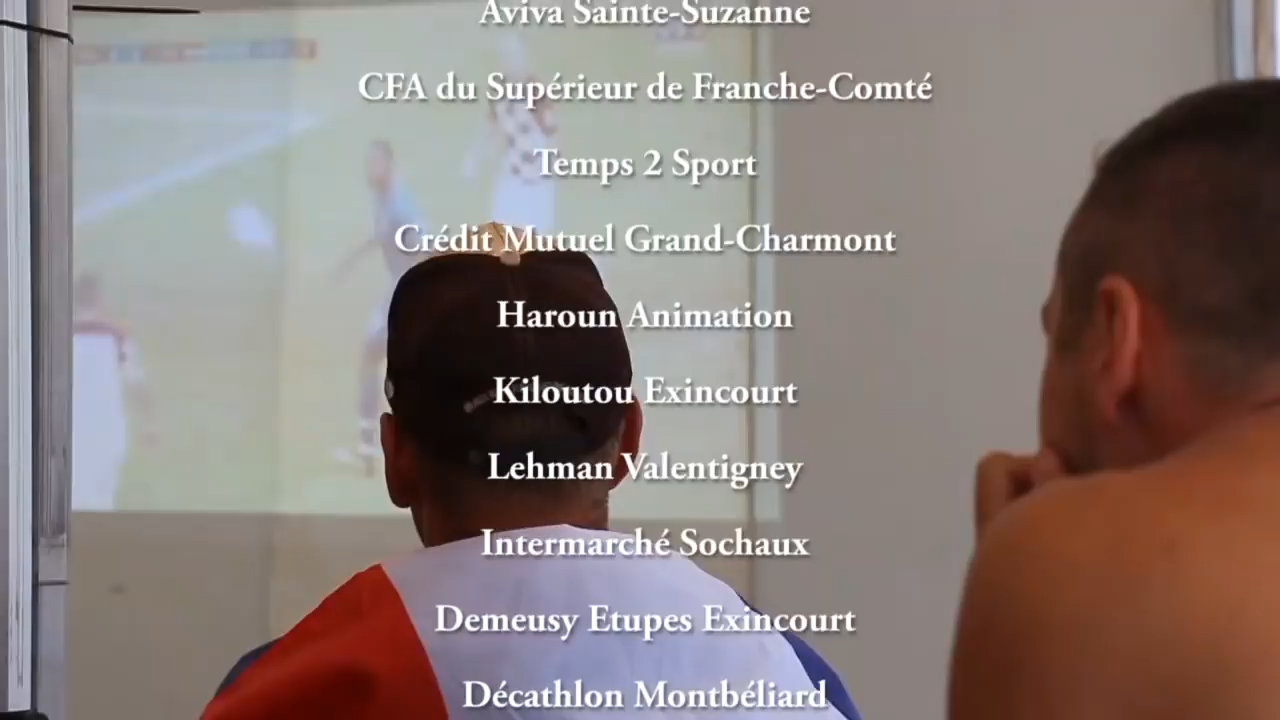 Aviva Sainte-Suzanne
CFA du Supérieur de Franche-Comté
Temps 2 Sport
Crédit Mutuel Grand-Charmont
Haroun Animation
Kiloutou Exincourt
Lehman Valentigney
Intermarché Sochaux
Demeusy Etupes Exincourt
Décathlon Montbéliard